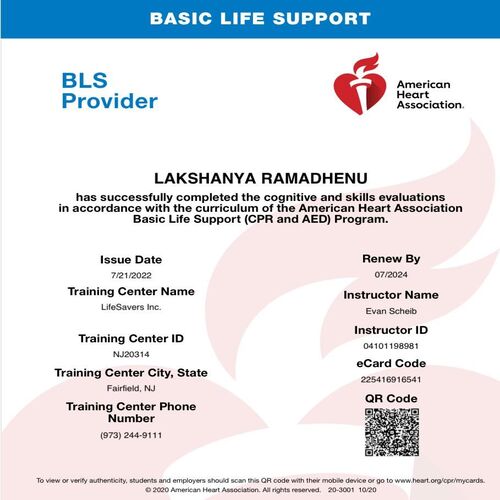 BASIC LIFE SUPPORT
BLS
Provider
American
Heart
Association.
LAKSHANYA RAMADHENU
has successfully completed the cognitive and skills evaluations
in accordance with the curriculum of the American Heart Association
Basic Life Support (CPR and AED) Program.
Issue Date
7/21/2022
Training Center Name
LifeSavers Inc.
Training Center ID
NJ20314
Training Center City, State
Fairfield, NJ
Training Center Phone
Number
(973) 244-9111
Renew By
07/2024
Instructor Name
Evan Scheib
Instructor ID
04101198981
eCard Code
225416916541
QR Code
To view or verify authenticity, students and employers should scan this QR code with their mobile device or go to www.heart.org/cpr/mycards.
© 2020 American Heart Association. All rights reserved. 20-3001 10/20